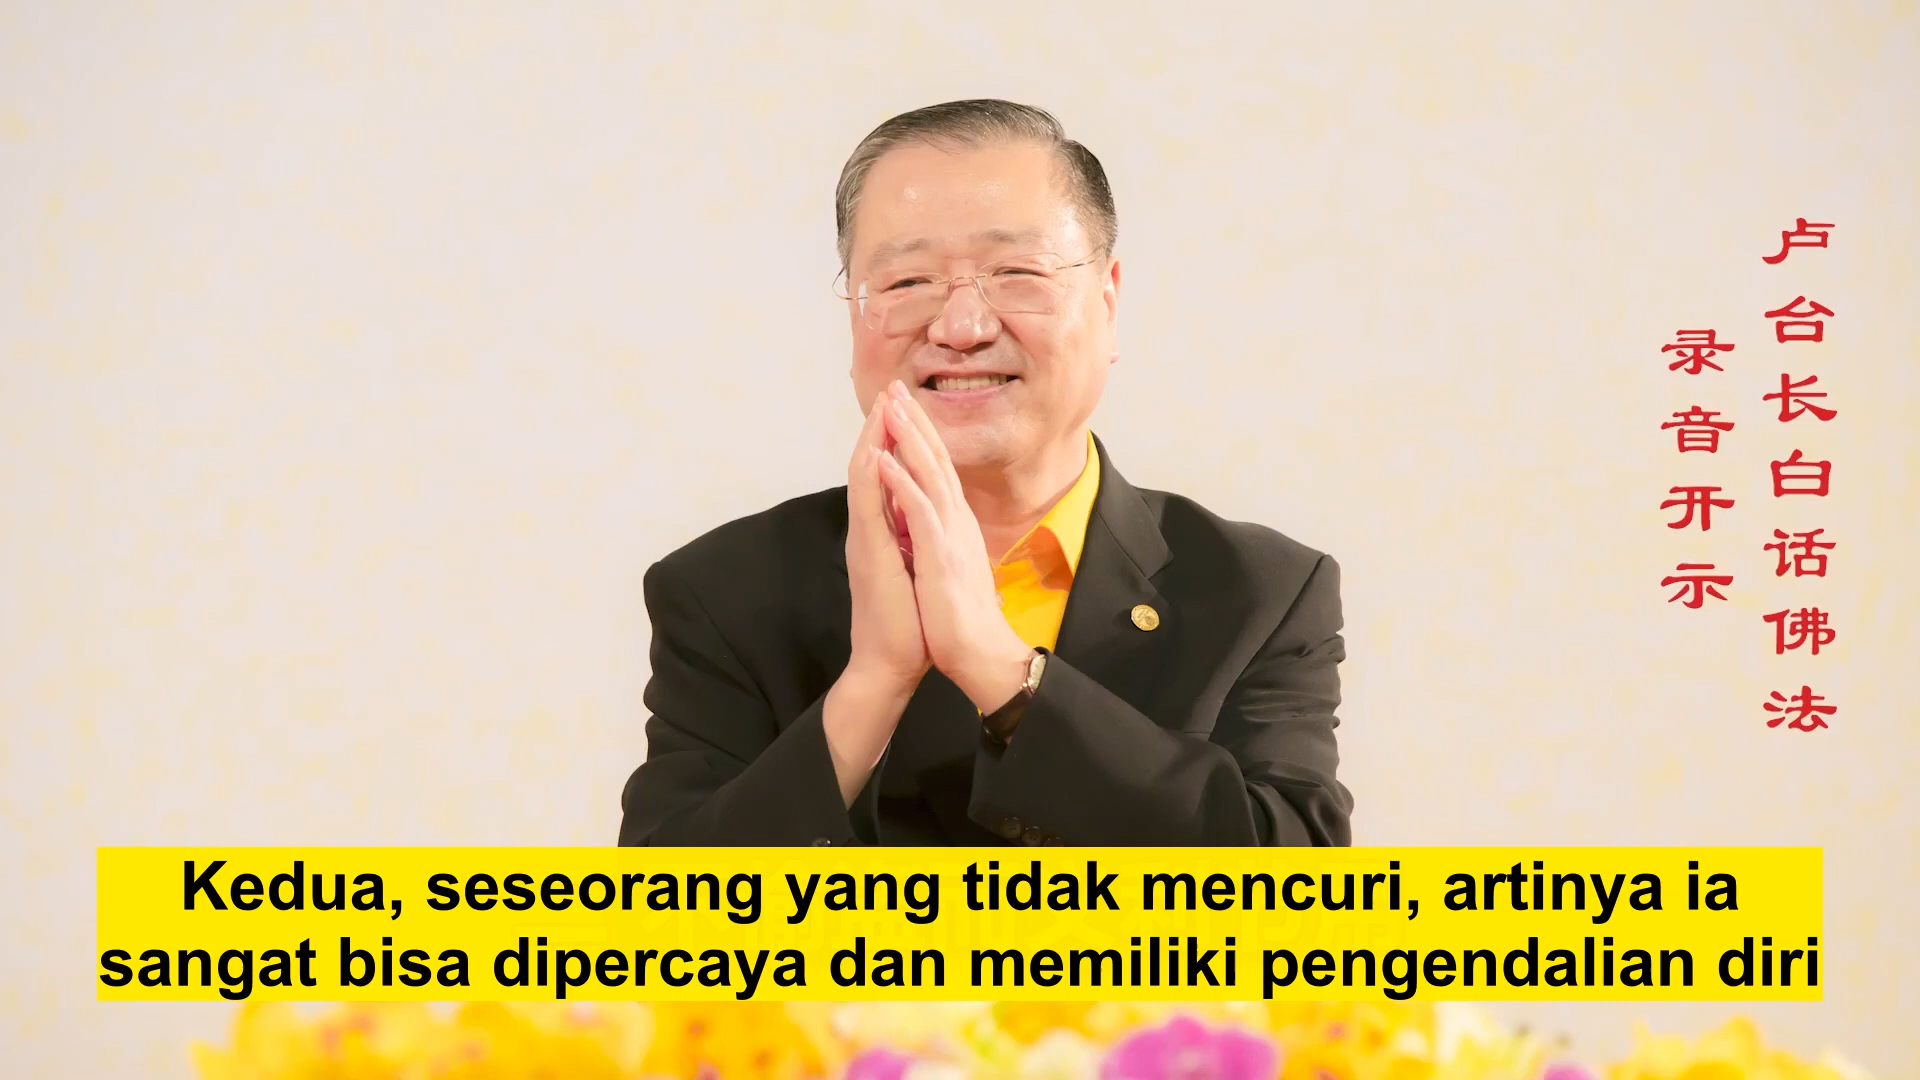 卢台长白话佛法
录音开示
Kedua, seseorang yang tidak mencuri, artinya ia
sangat bisa dipercaya dan memiliki pengendalian diri